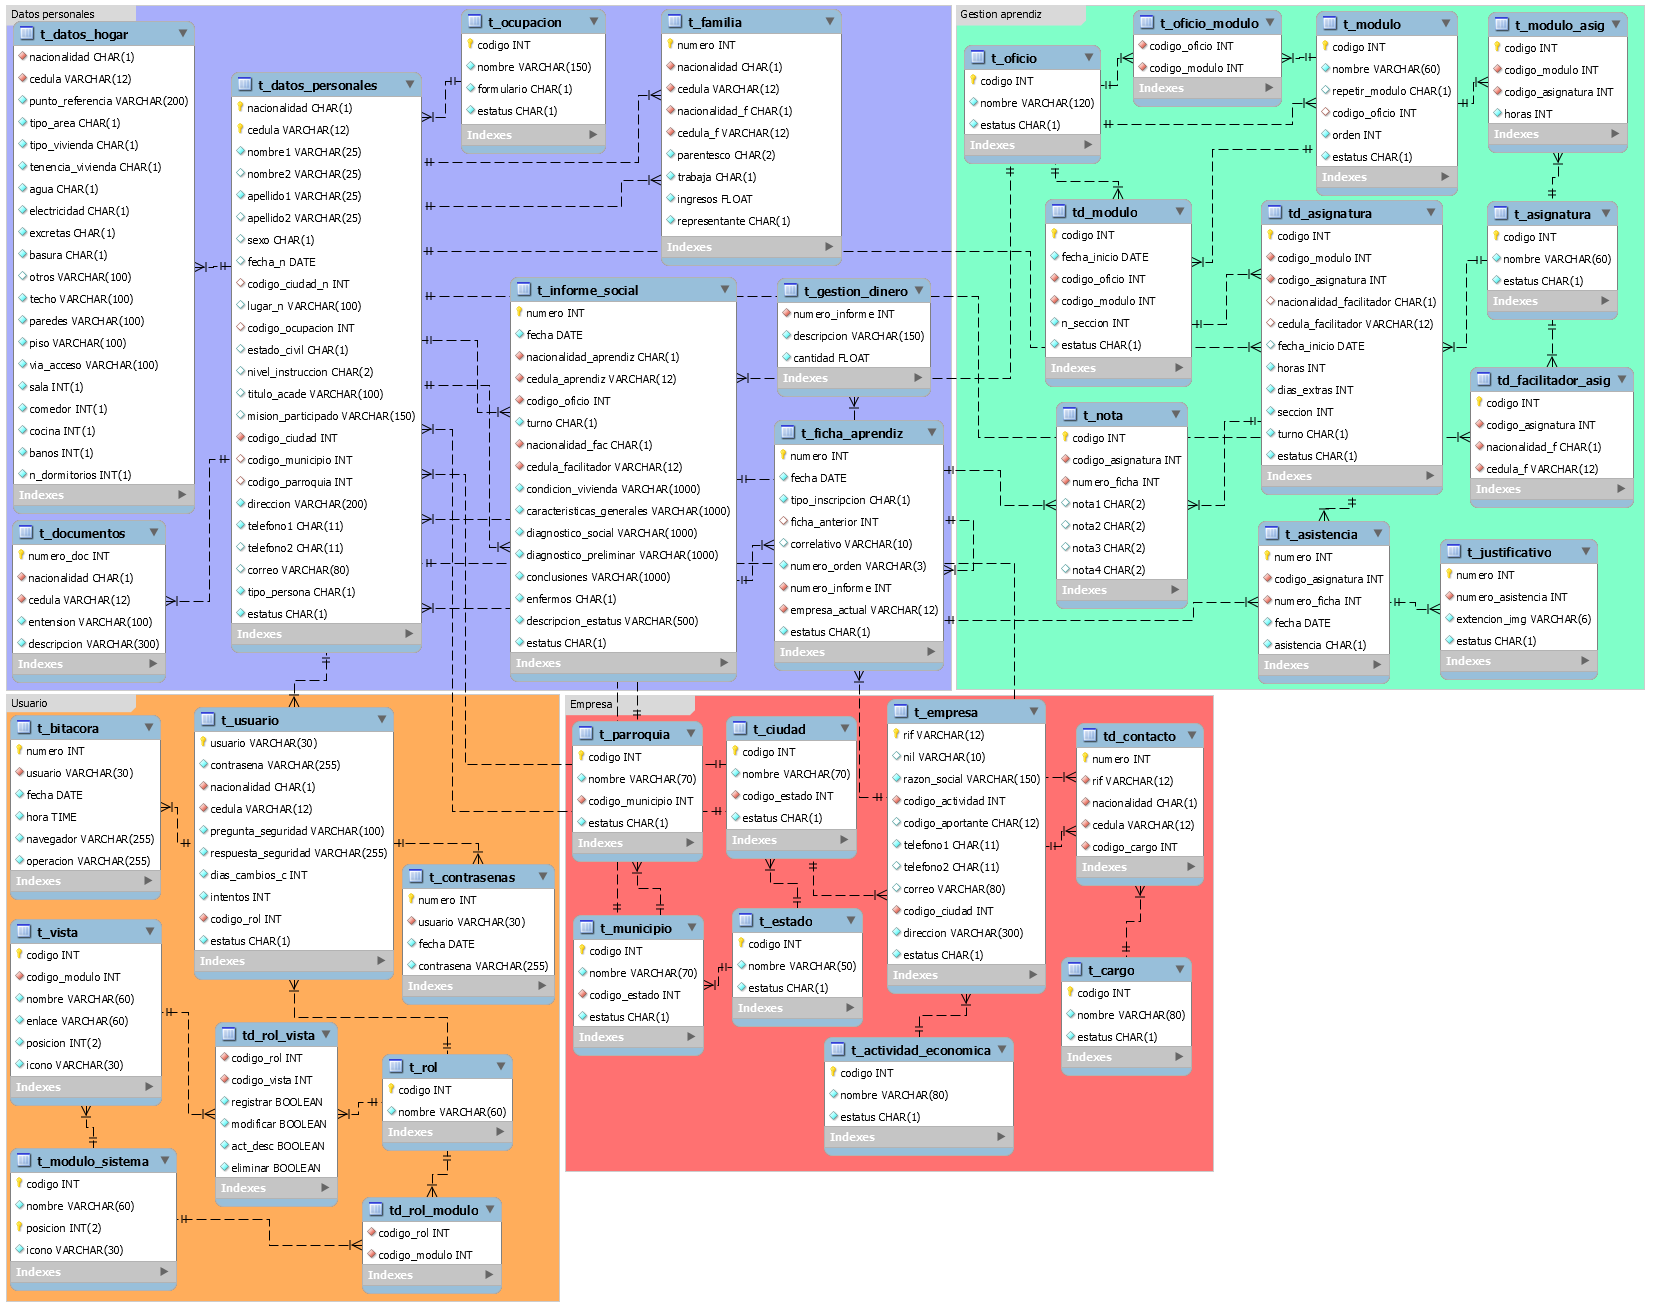 Datos personales
t_datos_hogar
nacionalidad CHAR(1)
cedula VARCHAR(12)
punto_referencia VARCHAR(200)
tipo_area CHAR(1)
tipo_vivienda CHAR(1)
tenencia_vivienda CHAR(1)
agua CHAR(1)
electricidad CHAR(1)
excretas CHAR(1)
basura CHAR(1)
otros VARCHAR(100)
techo VARCHAR(100)
paredes VARCHAR(100)
piso VARCHAR(100)
via_acceso VARCHAR(100)
sala INT(1)
comedor INT(1)
cocina INT(1)
banos INT(1)
n_dormitorios INT(1)
Indexes
t_documentos
numero_doc INT
nacionalidad CHAR(1)
cedula VARCHAR(12)
entension VARCHAR(100)
descripcion VARCHAR(300)
Indexes
t_datos_personales
nacionalidad CHAR(1)
cedula VARCHAR(12)
nombre1 VARCHAR(25)
nombre2 VARCHAR(25)
apellido1 VARCHAR(25)
apellido2 VARCHAR(25)
sexo CHAR(1)
fecha_n DATE
codigo_ciudad_n INT
lugar_n VARCHAR(100)
codigo_ocupacion INT
estado_civil CHAR(1)
nivel_instruccion CHAR(2)
titulo_acade VARCHAR(100)
mision_participado VARCHAR(150)
codigo_ciudad INT
codigo_municipio INT
codigo_parroquia INT
direccion VARCHAR(200)
telefono1 CHAR(11)
telefono2 CHAR(11)
correo VARCHAR(80)
tipo_persona CHAR(1)
estatus CHAR(1)
Indexes
t_ocupacion
codigo INT
nombre VARCHAR(150)
formulario CHAR(1)
estatus CHAR(1)
Indexes
t_familia
numero INT
nacionalidad CHAR(1)
cedula VARCHAR(12)
nacionalidad_f CHAR(1)
cedula_f VARCHAR(12)
parentesco CHAR(2)
trabaja CHAR(1)
ingresos FLOAT
representante CHAR(1)
Indexes
t_informe_social
numero INT
fecha DATE
nacionalidad_aprendiz CHAR(1)
cedula_aprendiz VARCHAR(12)
codigo_oficio INT
turno CHAR(1)
nacionalidad_fac CHAR(1)
cedula_facilitador VARCHAR(12)
condicion_vivienda VARCHAR(1000)
caracteristicas_generales VARCHAR(1000)
diagnostico_social VARCHAR(1000)
diagnostico_preliminar VARCHAR(1000)
conclusiones VARCHAR(1000)
enfermos CHAR(1)
descripcion_estatus VARCHAR(500)
estatus CHAR(1)
Indexes
t_gestion_dinero
numero_informe INT
descripcion VARCHAR(150)
cantidad FLOAT
Indexes
t_ficha_aprendiz
numero INT
fecha DATE
tipo_inscripcion CHAR(1)
ficha_anterior INT
correlativo VARCHAR(10)
numero_orden VARCHAR(3)
numero_informe INT
empresa_actual VARCHAR(12)
estatus CHAR(1)
Indexes
Gestion aprendiz
t_oficio
codigo INT
nombre VARCHAR(120)
estatus CHAR(1)
Indexes
t_oficio_modulo
codigo_oficio INT
codigo_modulo INT
Indexes
t_modulo
codigo INT
nombre VARCHAR(60)
repetir_modulo CHAR(1)
codigo_oficio INT
orden INT
estatus CHAR(1)
Indexes
t_modulo_asig
codigo INT
codigo_modulo INT
codigo_asignatura INT
horas INT
Indexes
td_modulo
codigo INT
fecha_inicio DATE
codigo_oficio INT
codigo_modulo INT
n_seccion INT
estatus CHAR(1)
Indexes
td_asignatura
codigo INT
codigo_modulo INT
codigo_asignatura INT
nacionalidad_facilitador CHAR(1)
cedula_facilitador VARCHAR(12)
fecha_inicio DATE
horas INT
dias_extras INT
seccion INT
turno CHAR(1)
estatus CHAR(1)
Indexes
t_asignatura
codigo INT
nombre VARCHAR(60)
estatus CHAR(1)
Indexes
td_facilitador_asig
codigo INT
codigo_asignatura INT
nacionalidad_f CHAR(1)
cedula_f VARCHAR(12)
Indexes
t_nota
codigo INT
codigo_asignatura INT
numero_ficha INT
nota1 CHAR(2)
nota2 CHAR(2)
nota3 CHAR(2)
nota4 CHAR(2)
Indexes
t_asistencia
numero INT
codigo_asignatura INT
numero_ficha INT
fecha DATE
asistencia CHAR(1)
Indexes
t_justificativo
numero INT
numero_asistencia INT
extencion_img VARCHAR(6)
estatus CHAR(1)
Indexes
Usuario
t_bitacora
numero INT
usuario VARCHAR(30)
fecha DATE
hora TIME
navegador VARCHAR(255)
operacion VARCHAR(255)
Indexes
t_usuario
usuario VARCHAR(30)
contrasena VARCHAR(255)
nacionalidad CHAR(1)
cedula VARCHAR(12)
pregunta_seguridad VARCHAR(100)
respuesta_seguridad VARCHAR(255)
dias_cambios_c INT
intentos INT
codigo_rol INT
estatus CHAR(1)
Indexes
t_contrasenas
numero INT
usuario VARCHAR(30)
fecha DATE
contrasena VARCHAR(255)
Indexes
t_vista
codigo INT
codigo_modulo INT
nombre VARCHAR(60)
enlace VARCHAR(60)
posicion INT(2)
icono VARCHAR(30)
Indexes
td_rol_vista
codigo_rol INT
codigo_vista INT
registrar BOOLEAN
modificar BOOLEAN
act_desc BOOLEAN
eliminar BOOLEAN
Indexes
t_rol
codigo INT
nombre VARCHAR(60)
Indexes
t_modulo_sistema
codigo INT
nombre VARCHAR(60)
posicion INT(2)
icono VARCHAR(30)
Indexes
td_rol_modulo
codigo_rol INT
codigo_modulo INT
Indexes
Empresa
t_parroquia
codigo INT
nombre VARCHAR(70)
codigo_municipio INT
estatus CHAR(1)
Indexes
t_ciudad
codigo INT
nombre VARCHAR(70)
codigo_estado INT
estatus CHAR(1)
Indexes
t_empresa
rif VARCHAR(12)
nil VARCHAR(10)
razon_social VARCHAR(150)
codigo_actividad INT
codigo_aportante CHAR(12)
telefono1 CHAR(11)
telefono2 CHAR(11)
correo VARCHAR(80)
codigo_ciudad INT
direccion VARCHAR(300)
estatus CHAR(1)
Indexes
td_contacto
numero INT
rif VARCHAR(12)
nacionalidad CHAR(1)
cedula VARCHAR(12)
codigo_cargo INT
Indexes
t_municipio
codigo INT
nombre VARCHAR(70)
codigo_estado INT
estatus CHAR(1)
Indexes
t_estado
codigo INT
nombre VARCHAR(50)
estatus CHAR(1)
Indexes
t_cargo
codigo INT
nombre VARCHAR(80)
estatus CHAR(1)
Indexes
t_actividad_economica
codigo INT
nombre VARCHAR(80)
estatus CHAR(1)
Indexes